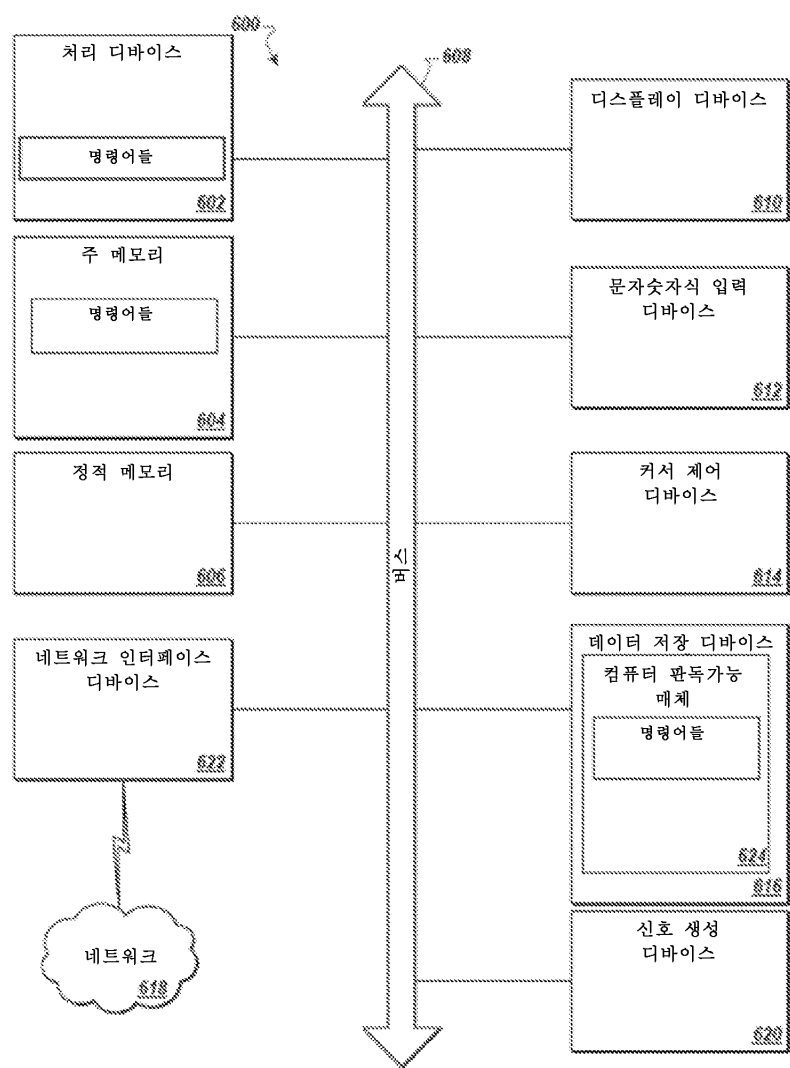 600
608
처리 디바이스
명령어들
602
주 메모리
명령어들
604
정적 메모리
606
네트워크 인터페이스
디바이스
622
네트워크
618
버스
디스플레이 디바이스
610
문자숫자식 입력
디바이스
612
커서 제어
디바이스
614
데이터 저장 디바이스
컴퓨터 판독가능
매체
명령어들
624
616
신호 생성
디바이스
620